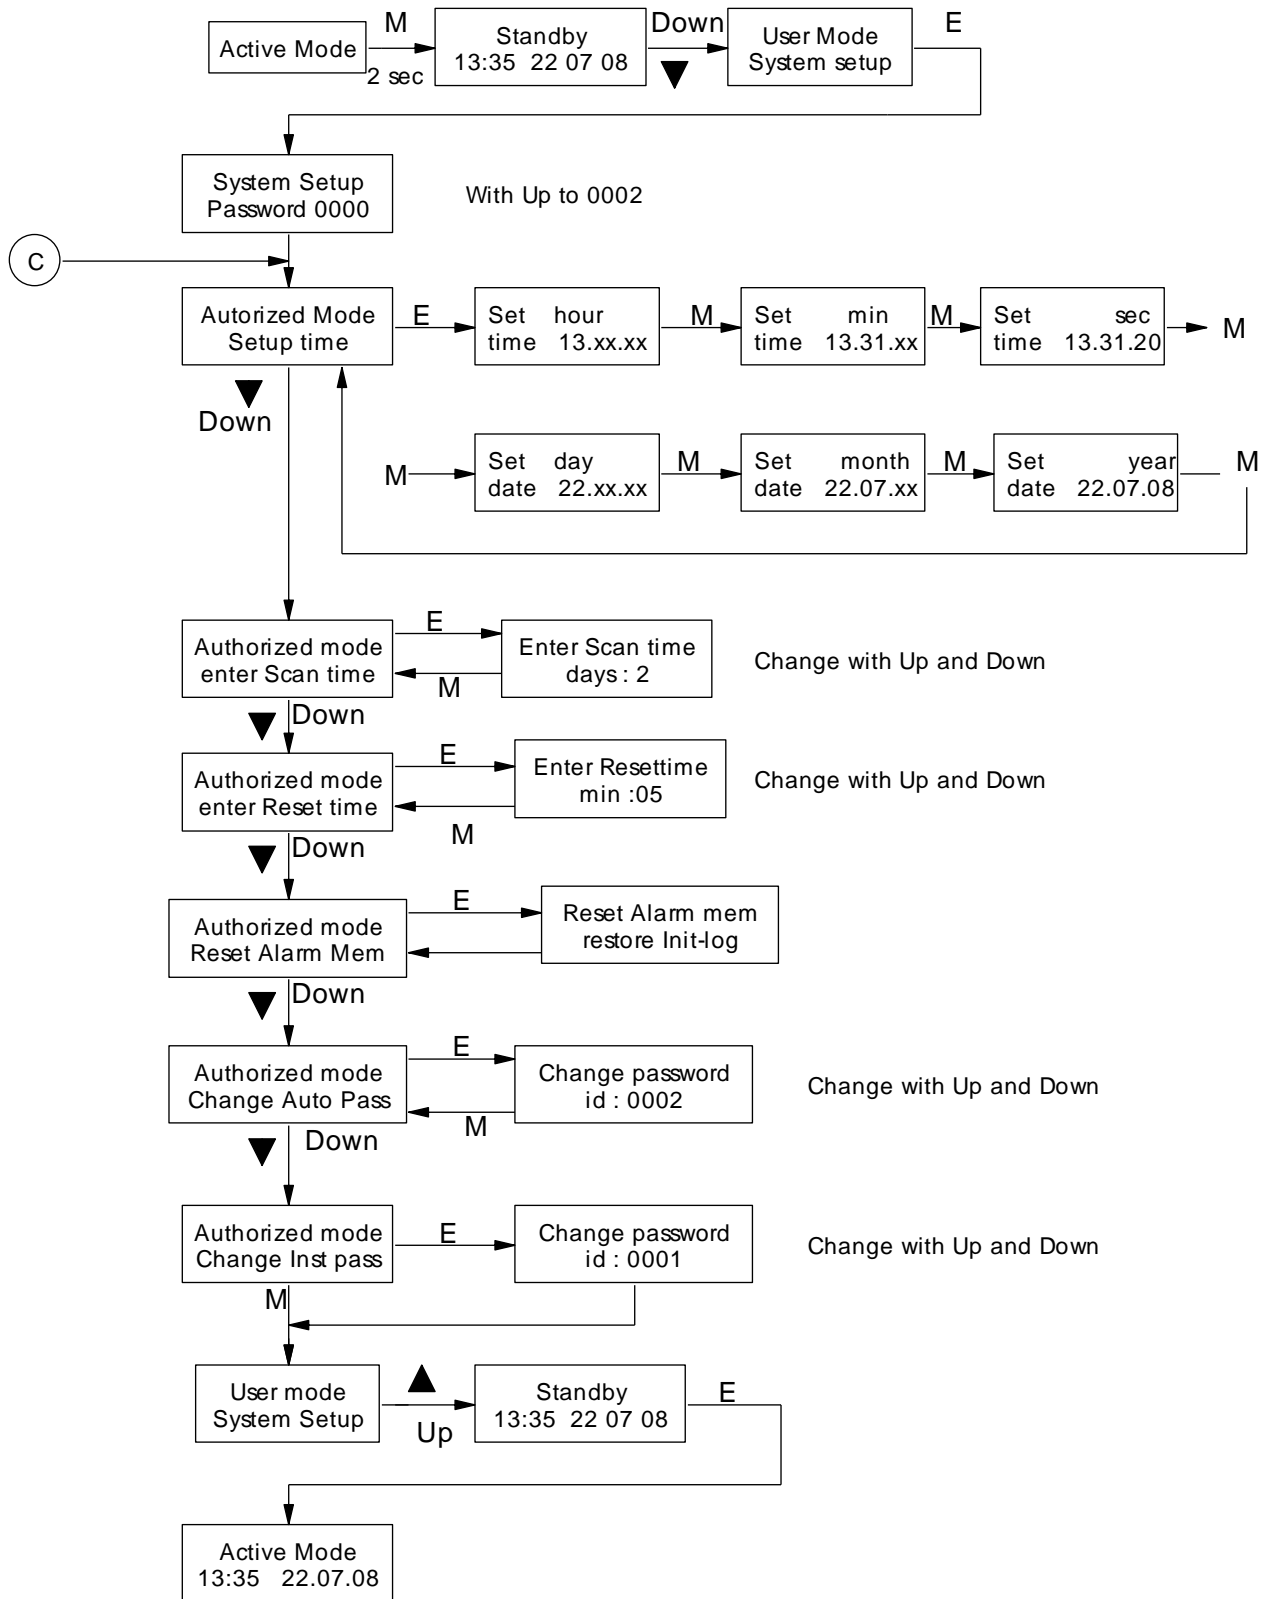 Active Mode
M
2 sec
Standby
13:35 22 07 08
Down
User Mode
System setup
E
System Setup
Password 0000
With Up to 0002
C
Autorized Mode
Setup time
E
Set hour
time 13.xx.xx
M
Set min
time 13.31.xx
M
Set sec
time 13.31.20
M
Down
M
Set day
date 22.xx.xx
M
Set month
date 22.07.xx
M
Set year
date 22.07.08
M
Authorized mode
enter Scan time
E
M
Enter Scan time
days : 2
Change with Up and Down
Down
Authorized mode
enter Reset time
E
M
Enter Resettime
min :05
Change with Up and Down
Down
Authorized mode
Reset Alarm Mem
E
Reset Alarm mem
restore Init-log
Down
Authorized mode
Change Auto Pass
E
M
Change password
id : 0002
Change with Up and Down
Down
Authorized mode
Change Inst pass
E
Change password
id : 0001
Change with Up and Down
M
User mode
System Setup
Up
Standby
13:35 22 07 08
E
Active Mode
13:35 22.07.08